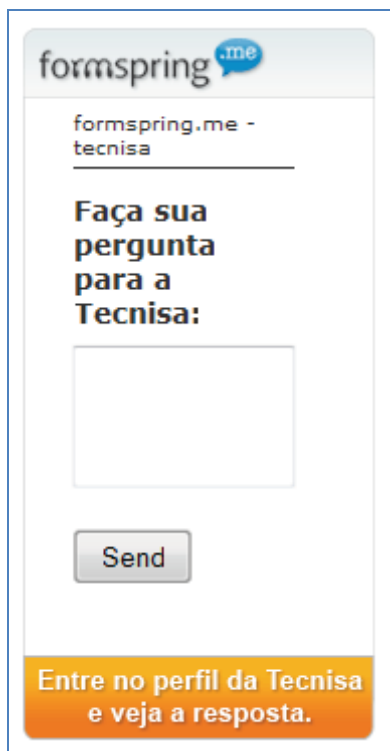 formspring .me
formspring.me -
tecnisa
Faça sua
pergunta
para a
Tecnisa:
Send
Entre no perfil da Tecnisa
e veja a resposta.